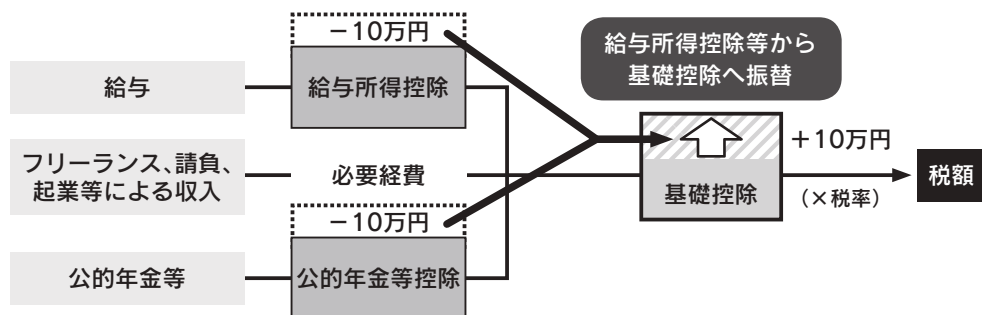 －10万円
給与所得控除等から
基礎控除へ振替
給与
給与所得控除
＋10万円
フリーランス、請負、
起業等による収入
必要経費
基礎控除
（×税率）
税額
－10万円
公的年金等
公的年金等控除